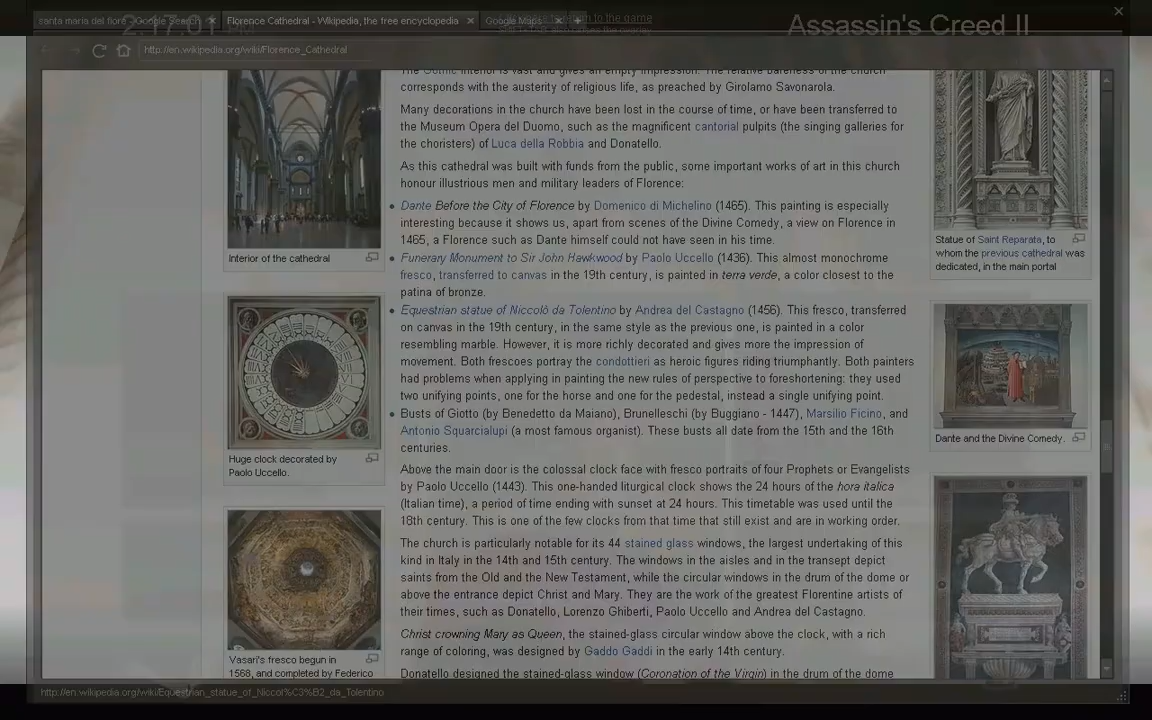 santa maria del fiore - Google Search
Florence Cathedral - Wikipedia, the free encyclopedia
Google Maps
to the game
2:17:01 PM
Assassin's Creed II
http://en.wikipedia.org/wiki/Florence_Cathedral
The Gothic interior is vast and gives an empty impression. The relative bareness of the church
corresponds with the austerity of religious life, as preached by Girolamo Savonarola.
Many decorations in the church have been lost in the course of time, or have been transferred to
the Museum Opera del Duomo, such as the magnificent cantorial pulpits (the singing galleries for
the choristers) of Luca della Robbia and Donatello.
As this cathedral was built with funds from the public, some important works of art in this church
honour illustrious men and military leaders of Florence:
Dante Before the City of Florence by Domenico di Michelino (1465). This painting is especially
interesting because it shows us, apart from scenes of the Divine Comedy, a view on Florence in
1465, a Florence such as Dante himself could not have seen in his time.
Funerary Monument to Sir John Hawkwood by Paolo Uccello (1436). This almost monochrome
fresco, transferred to canvas in the 19th century, is painted in terra verde, a color closest to the
patina of bronze.
Equestrian statue of Niccolò da Tolentino by Andrea del Castagno (1456). This fresco, transferred
on canvas in the 19th century, in the same style as the previous one, is painted in a color
resembling marble. However, it is more richly decorated and gives more the impression of
movement. Both frescoes portray the condottieri as heroic figures riding triumphantly. Both painters
had problems when applying in painting the new rules of perspective to foreshortening: they used
two unifying points, one for the horse and one for the pedestal, instead a single unifying point.
Busts of Giotto (by Benedetto da Maiano), Brunelleschi (by Buggiano - 1447), Marsilio Ficino, and
Antonio Squarcialupi (a most famous organist). These busts all date from the 15th and the 16th
centuries.
Above the main door is the colossal clock face with fresco portraits of four Prophets or Evangelists
by Paolo Uccello (1443). This one-handed liturgical clock shows the 24 hours of the hora italica
(Italian time), a period of time ending with sunset at 24 hours. This timetable was used until the
18th century. This is one of the few clocks from that time that still exist and are in working order.
The church is particularly notable for its 44 stained glass windows, the largest undertaking of this
kind in Italy in the 14th and 15th century. The windows in the aisles and in the transept depict
saints from the Old and the New Testament, while the circular windows in the drum of the dome or
above the entrance depict Christ and Mary. They are the work of the greatest Florentine artists of
their times, such as Donatello, Lorenzo Ghiberti, Paolo Uccello and Andrea del Castagno.
Christ crowning Mary as Queen, the stained-glass circular window above the clock, with a rich
range of coloring, was designed by Gaddo Gaddi in the early 14th century.
Donatello designed the stained-glass window (Coronation of the Virgin) in the drum of the dome
Interior of the cathedral
Huge clock decorated by
Paolo Uccello.
Vasari's fresco begun in
1568, and completed by Federico
Statue of Saint Reparata, to
whom the previous cathedral was
dedicated, in the main portal
Dante and the Divine Comedy.
http://en.wikipedia.org/wiki/Equestrian_statue_of_Niccol%C3%B2_da_Tolentino